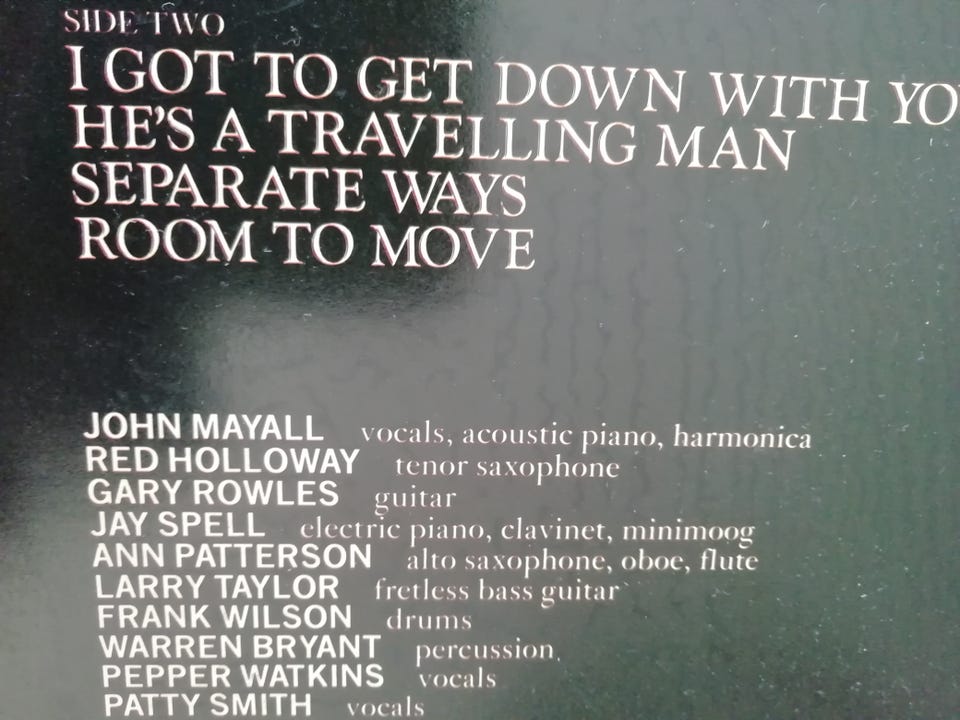 SIDE TWO
I GOT TO GET DOWN WITH
HE'S A TRAVELLING MAN
SEPARATE WAYS
ROOM TO MOVE
JOHN MAYALL vocals, acoustic piano, harmonica
RED HOLLOWAY tenor saxophone
GARY ROWLES guitar
JAY SPELL electric piano, clavinet, minimoog
ANN PATTERSON alto saxophone, oboe, flute
LARRY TAYLOR fretless bass guitar
FRANK WILSON drums
WARREN BRYANT percussion
PEPPER WATKINS vocals
PATTY SMITH vocals